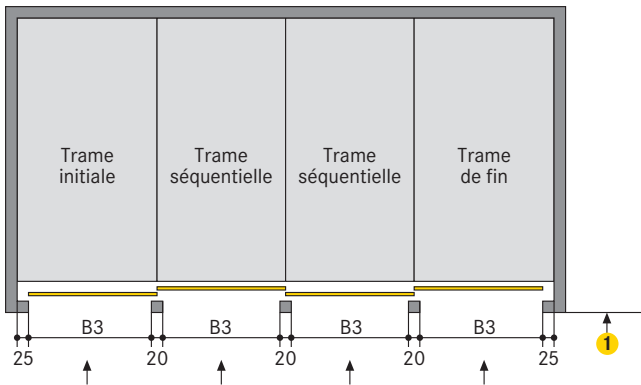 Trame
initiale
Trame
séquentielle
Trame
séquentielle
Trame
de fin
B3 B3 B3 B3
25 20 20 20 25
1